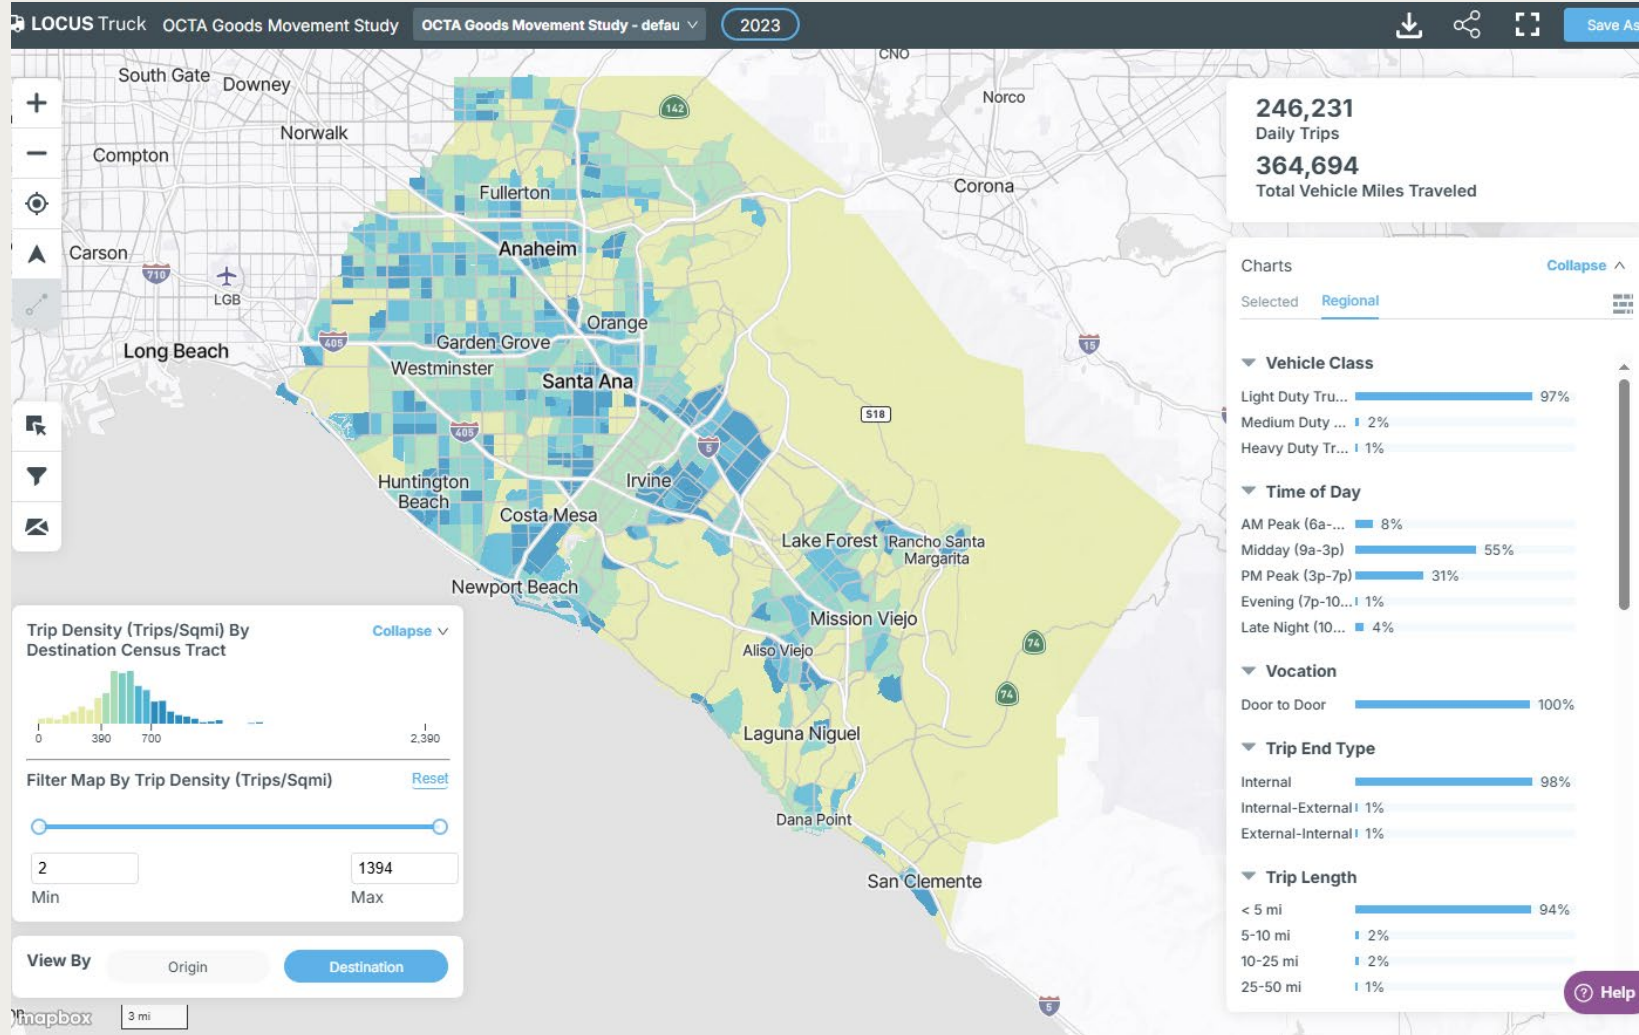 LOCUS Truck OCTA Goods Movement Study OCTA Goods Movement Study - defau 2023 Save As
CNO
South Gate
Downey
142
Norco
Norwalk
Compton
Fullerton
Corona
Anaheim
Carson
710
LGB
Orange
405
Garden Grove
15
Long Beach
Westminster
Santa Ana
S18
405
5
Irvine
Huntington
Beach
Costa Mesa
Lake Forest
Rancho Santa
Margarita
Newport Beach
Mission Viejo
74
Aliso Viejo
74
Laguna Niguel
Dana Point
San Clemente
5
246,231
Daily Trips
364,694
Total Vehicle Miles Traveled
Charts Collapse
Selected Regional
Vehicle Class
Light Duty Tru... 97%
Medium Duty ... 2%
Heavy Duty Tr... 1%
Time of Day
AM Peak (6a-... 8%
Midday (9a-3p) 55%
PM Peak (3p-7p) 31%
Evening (7p-10... 1%
Late Night (10... 4%
Vocation
Door to Door 100%
Trip End Type
Internal 98%
Internal-External 1%
External-Internal 1%
Trip Length
< 5 mi 94%
5-10 mi 2%
10-25 mi 2%
25-50 mi 1%
Help
Trip Density (Trips/Sqmi) By
Destination Census Tract
Collapse
0 390 700 2,390
Filter Map By Trip Density (Trips/Sqmi) Reset
2 1394
Min Max
View By Origin Destination
mapbox 3 mi